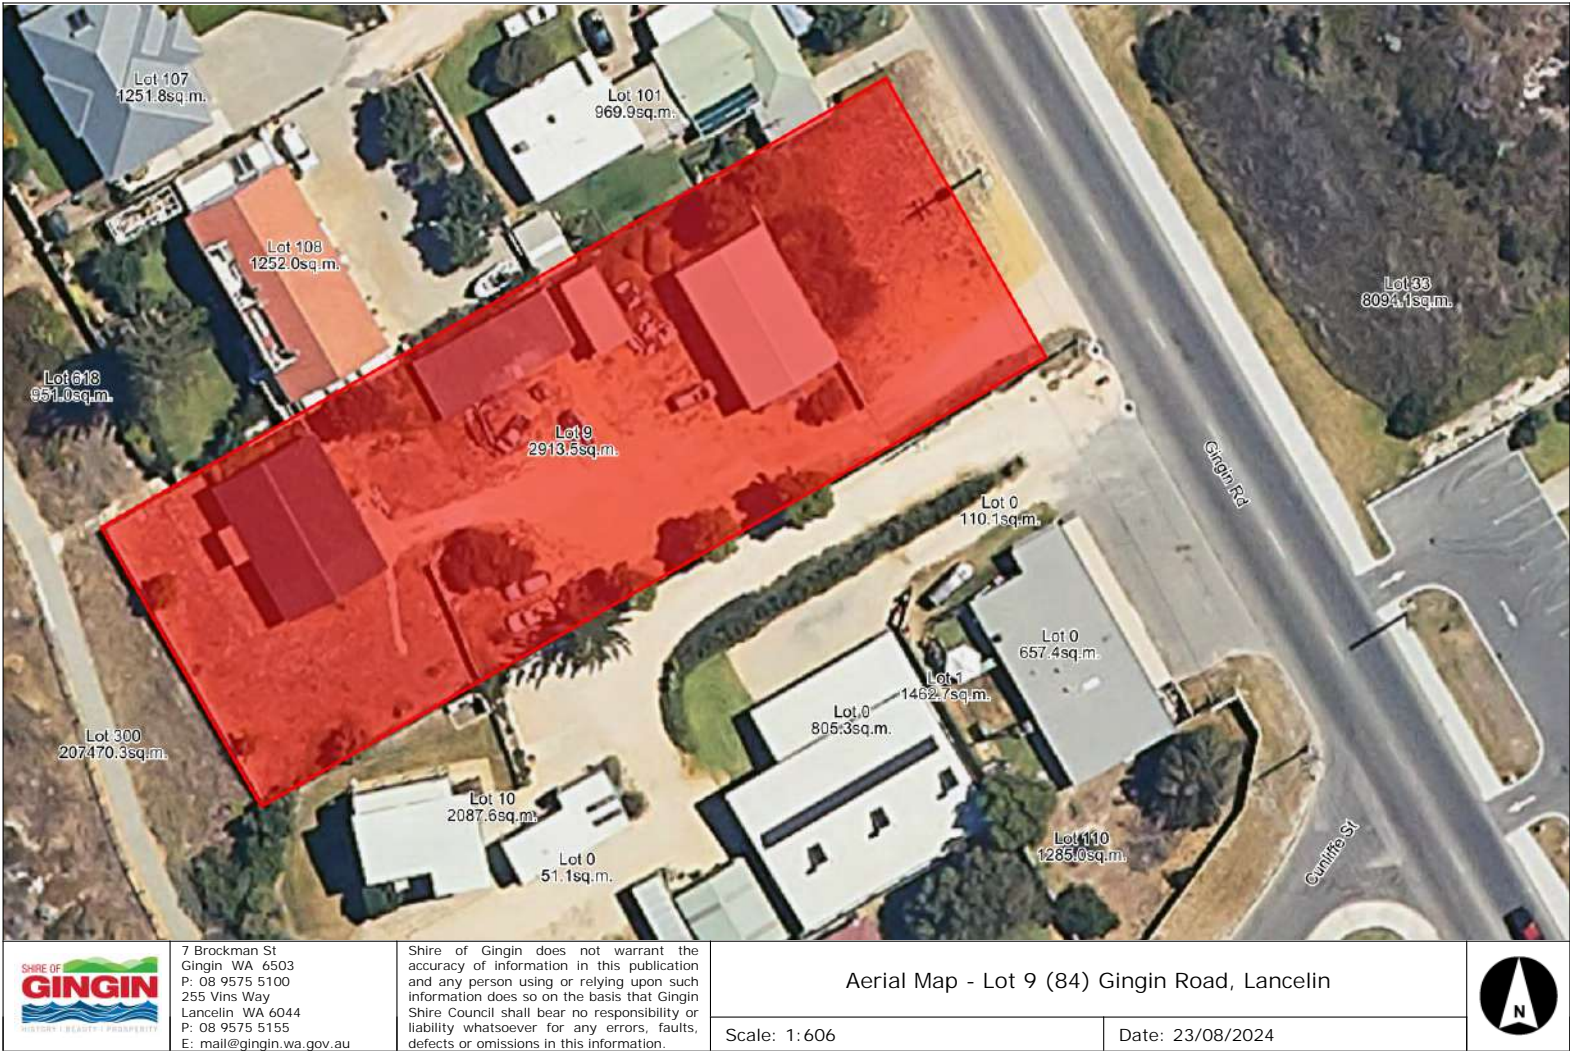 Lot 107
1251.8sq.m.
Lot 101
969.9sq.m.
Lot 108
1252.0sq.m.
Lot 33
8094.1sq.m.
Lot 618
951.0sq.m.
Lot 9
2913.5sq.m.
Gingin Rd
Lot 0
110.1sq.m.
Lot 0
657.4sq.m.
Lot 1
1462.7sq.m.
Lot 0
805.3sq.m.
Lot 300
207470.3sq.m.
Lot 10
2087.6sq.m.
Lot 0
51.1sq.m.
Lot 110
1285.0sq.m.
Cunliffe St
SHIRE OF
GINGIN
HISTORY | BEAUTY | PROSPERITY
7 Brockman St
Gingin WA 6503
P: 08 9575 5100
255 Vins Way
Lancelin WA 6044
P: 08 9575 5155
E: mail@gingin.wa.gov.au
Shire of Gingin does not warrant the
accuracy of information in this publication
and any person using or relying upon such
information does so on the basis that Gingin
Shire Council shall bear no responsibility or
liability whatsoever for any errors, faults,
defects or omissions in this information.
Aerial Map - Lot 9 (84) Gingin Road, Lancelin
Scale: 1:606
Date: 23/08/2024
N